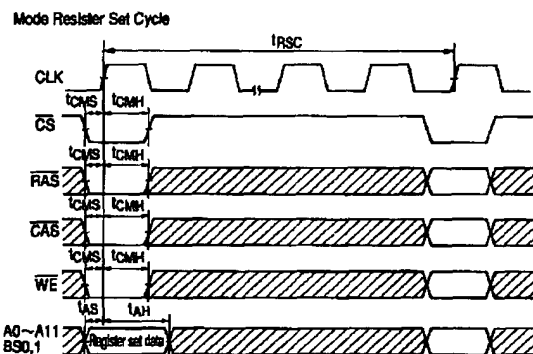 Mode Resister Set Cycle
tRSC
CLK
tCMS tCMH
CS
tCMS tCMH
RAS
tCMS tCMH
CAS
tCMS tCMH
WE
tAS tAH
A0~A11
BS0,1 Register set data